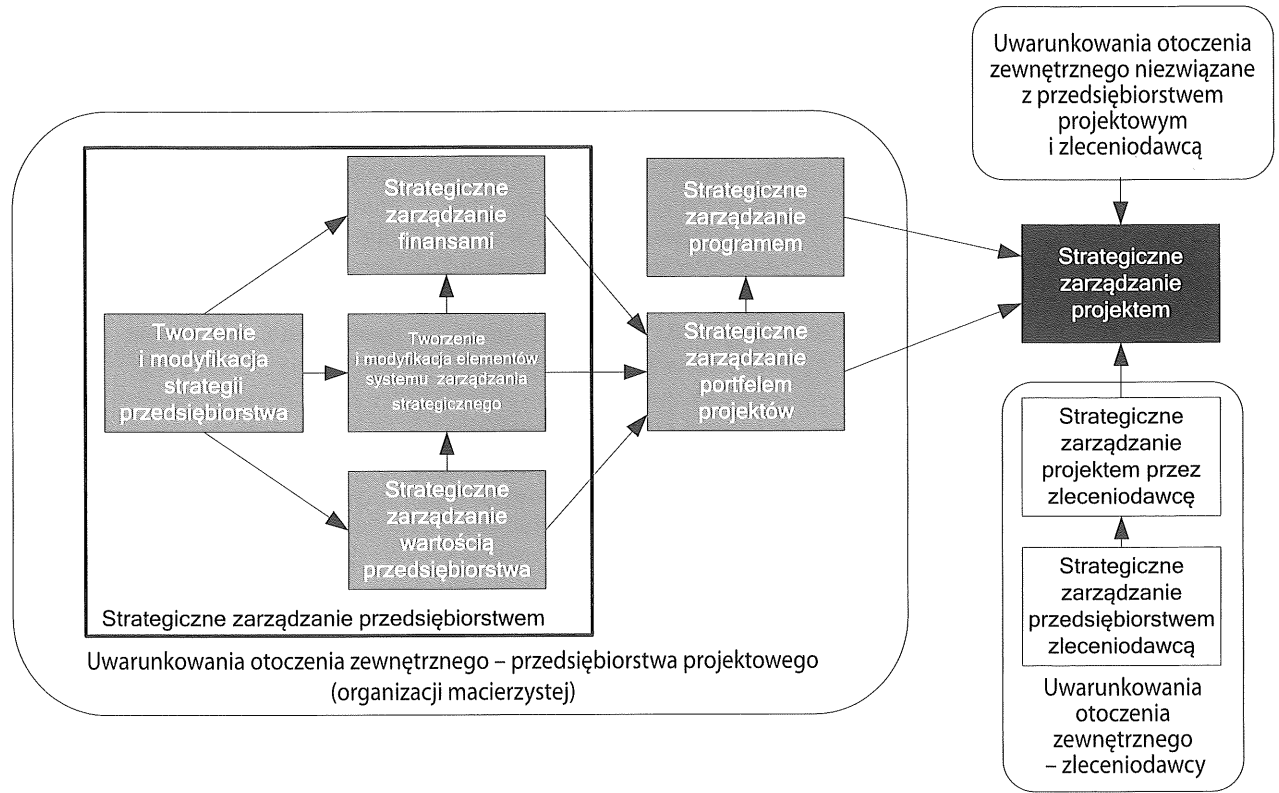 Uwarunkowania otoczenia
zewnętrznego niezwiązane
z przedsiębiorstwem
projektowym
i zleceniodawcą
Strategiczne
zarządzanie
finansami
Strategiczne
zarządzanie
programem
Strategiczne
zarządzanie
projektem
Tworzenie
i modyfikacja
strategii
przedsiębiorstwa
Tworzenie
i modyfikacja elementów
systemu zarządzania
strategicznego
Strategiczne
zarządzanie
portfelem
projektów
Strategiczne
zarządzanie
wartością
przedsiębiorstwa
Strategiczne zarządzanie przedsiębiorstwem
Uwarunkowania otoczenia zewnętrznego – przedsiębiorstwa projektowego
(organizacji macierzystej)
Strategiczne
zarządzanie
projektem przez
zleceniodawcę
Strategiczne
zarządzanie
przedsiębiorstwem
zleceniodawcą
Uwarunkowania
otoczenia
zewnętrznego
– zleceniodawcy